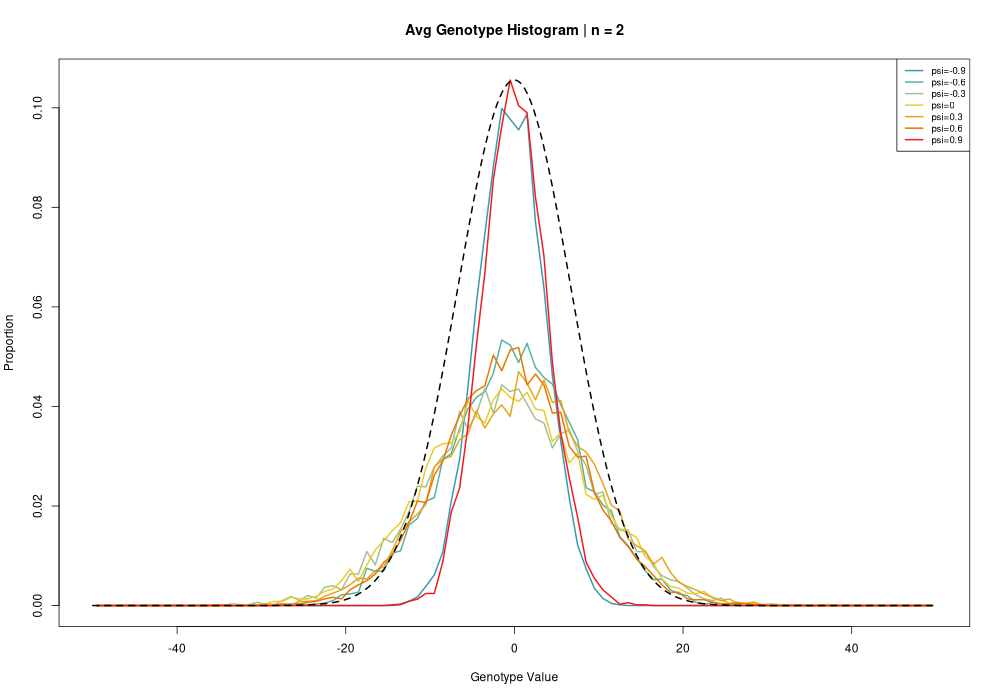 Avg Genotype Histogram | n = 2
psi=-0.9
psi=-0.6
psi=-0.3
psi=0
psi=0.3
psi=0.6
psi=0.9
Proportion
0.10
0.08
0.06
0.04
0.02
0.00
-40 -20 0 20 40
Genotype Value